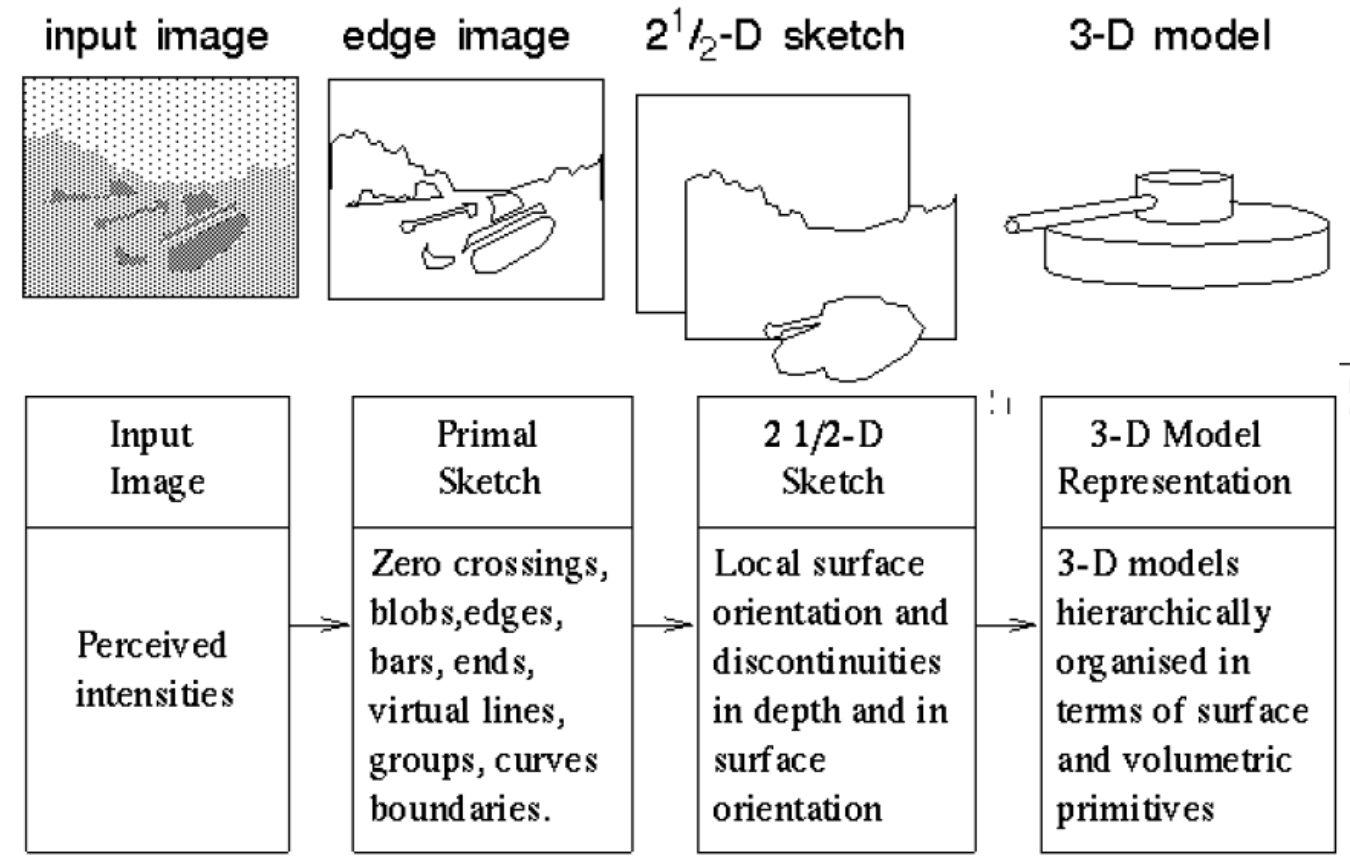 input image
edge image
2 1/2-D sketch
3-D model
Input
Image
Perceived
intensities
Primal
Sketch
Zero crossings,
blobs,edges,
bars, ends,
virtual lines,
groups, curves
boundaries.
2 1/2-D
Sketch
Local surface
orientation and
discontinuities
in depth and in
surface
orientation
3-D Model
Representation
3-D models
hierarchically
organised in
terms of surface
and volumetric
primitives